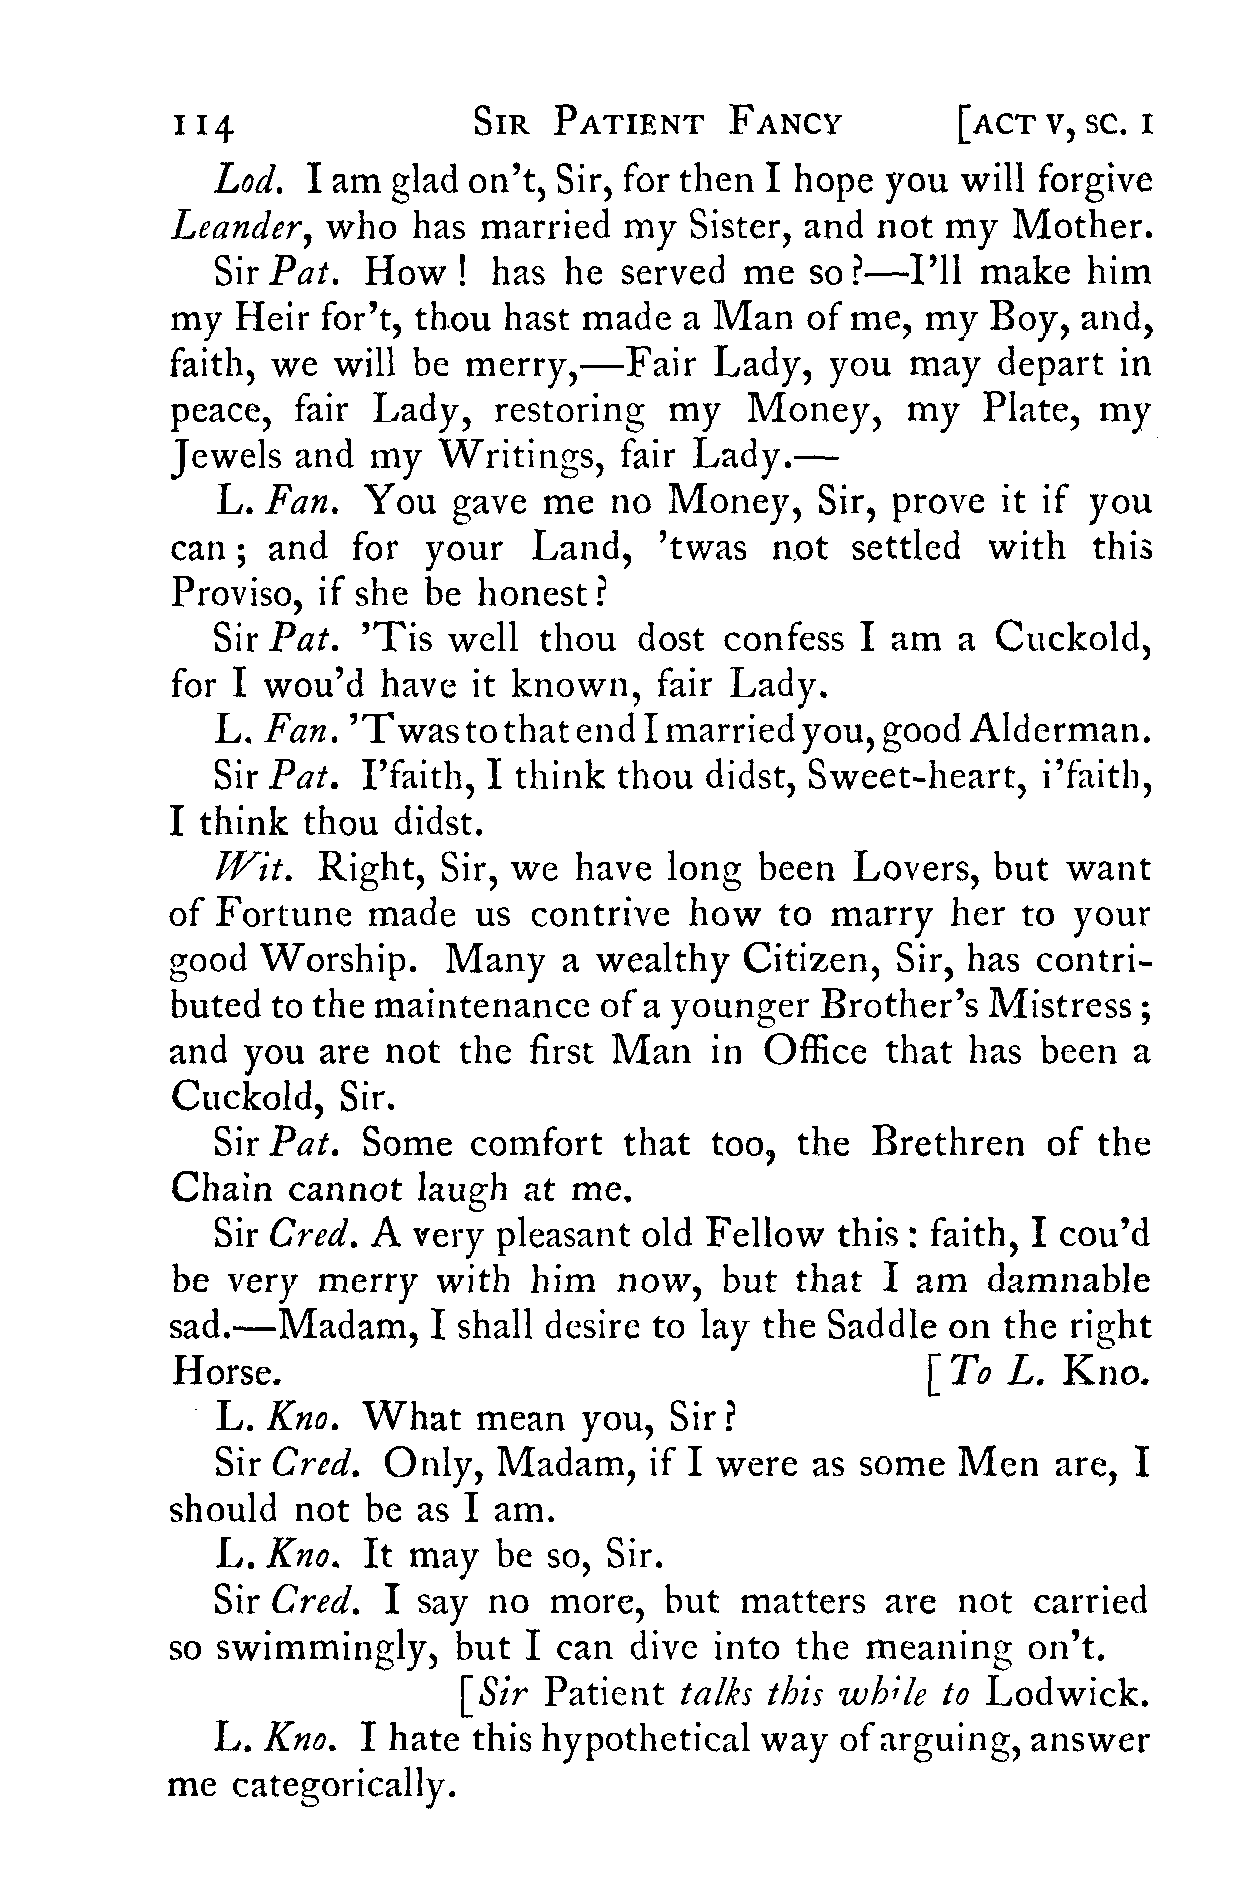 114 Sir Patient Fancy [act v, sc. 1
Lod. I am glad on't, Sir, for then I hope you will forgive
Leander, who has married my Sister, and not my Mother.
Sir Pat. How ! has he served me so ?—I'll make him
my Heir for't, thou hast made a Man of me, my Boy, and,
faith, we will be merry,—Fair Lady, you may depart in
peace, fair Lady, restoring my Money, my Plate, my
Jewels and my Writings, fair Lady.—
L. Fan. You gave me no Money, Sir, prove it if you
can ; and for your Land, 'twas not settled with this
Proviso, if she be honest ?
Sir Pat. 'Tis well thou dost confess I am a Cuckold,
for I wou'd have it known, fair Lady.
L. Fan. 'Twas to that end I married you, good Alderman.
Sir Pat. I'faith, I think thou didst, Sweet-heart, i'faith,
I think thou didst.
Wit. Right, Sir, we have long been Lovers, but want
of Fortune made us contrive how to marry her to your
good Worship. Many a wealthy Citizen, Sir, has contri-
buted to the maintenance of a younger Brother's Mistress ;
and you are not the first Man in Office that has been a
Cuckold, Sir.
Sir Pat. Some comfort that too, the Brethren of the
Chain cannot laugh at me.
Sir Cred. A very pleasant old Fellow this : faith, I cou'd
be very merry with him now, but that I am damnable
sad.—Madam, I shall desire to lay the Saddle on the right
Horse. [To L. Kno.
L. Kno. What mean you, Sir ?
Sir Cred. Only, Madam, if I were as some Men are, I
should not be as I am.
L. Kno. It may be so, Sir.
Sir Cred. I say no more, but matters are not carried
so swimmingly, but I can dive into the meaning on't.
[Sir Patient talks this while to Lodwick.
L. Kno. I hate this hypothetical way of arguing, answer
me categorically.